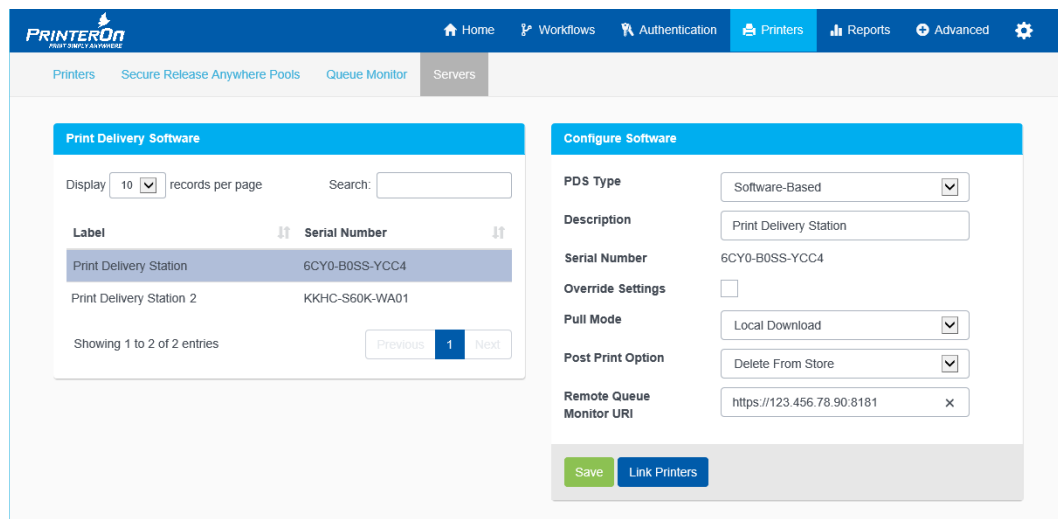 PRINTERON
PRINT SIMPLY ANYWHERE
Home Workflows Authentication Printers Reports Advanced
Printers Secure Release Anywhere Pools Queue Monitor Servers
Print Delivery Software
Display 10 records per page Search:
Label Serial Number
Print Delivery Station 6CY0-B0SS-YCC4
Print Delivery Station 2 KKHC-S60K-WA01
Showing 1 to 2 of 2 entries Previous 1 Next
Configure Software
PDS Type Software-Based
Description Print Delivery Station
Serial Number 6CY0-B0SS-YCC4
Override Settings
Pull Mode Local Download
Post Print Option Delete From Store
Remote Queue
Monitor URI https://123.456.78.90:8181
Save Link Printers